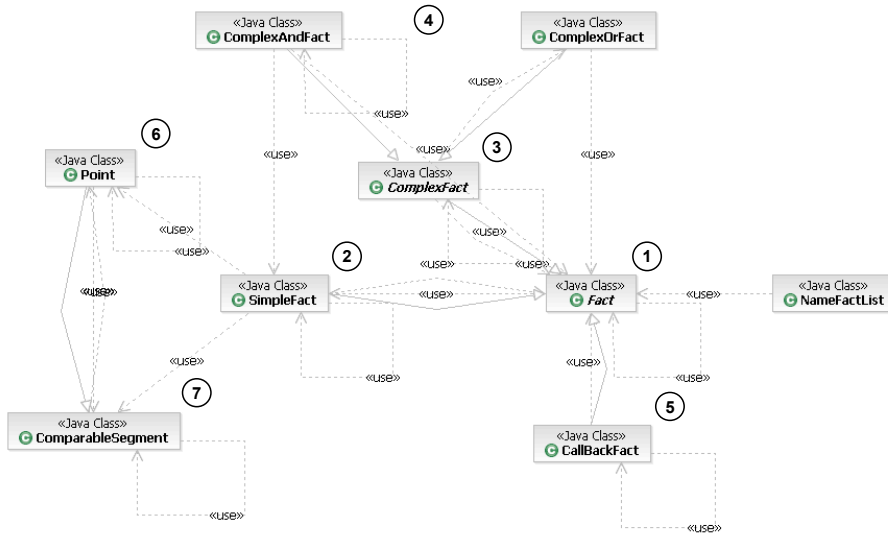 «Java Class»
ComplexAndFact
4
«Java Class»
ComplexOrFact
«use»
«use»
6
«use»
«use»
3
«use»
«Java Class»
Point
«Java Class»
ComplexFact
«use»
«use»
2
«use»
«use»
1
«use»
«Java Class»
SimpleFact
«use»
«Java Class»
Fact
«use»
«Java Class»
NameFactList
«use»
«use»
«use»
«use»
7
5
«Java Class»
ComparableSegment
«Java Class»
CallBackFact
«use»
«use»